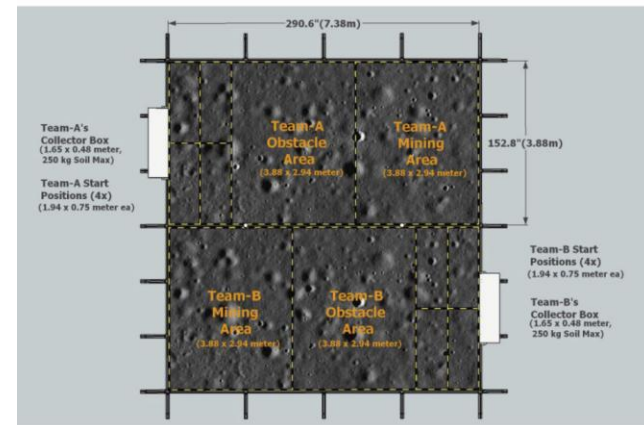 290.6"(7.38m)
Team-A's
Collector Box
(1.65 x 0.48 meter,
250 kg Soil Max)
Team-A Start
Positions (4x)
(1.94 x 0.75 meter ea)
Team-A
Obstacle
Area
(3.88 x 2.94 meter)
Team-A
Mining
Area
(3.88 x 2.94 meter)
152.8"(3.88m)
Team-B
Mining
Area
(3.88 x 2.94 meter)
Team-B
Obstacle
Area
(3.88 x 2.94 meter)
Team-B Start
Positions (4x)
(1.94 x 0.75 meter ea)
Team-B's
Collector Box
(1.65 x 0.48 meter,
250 kg Soil Max)